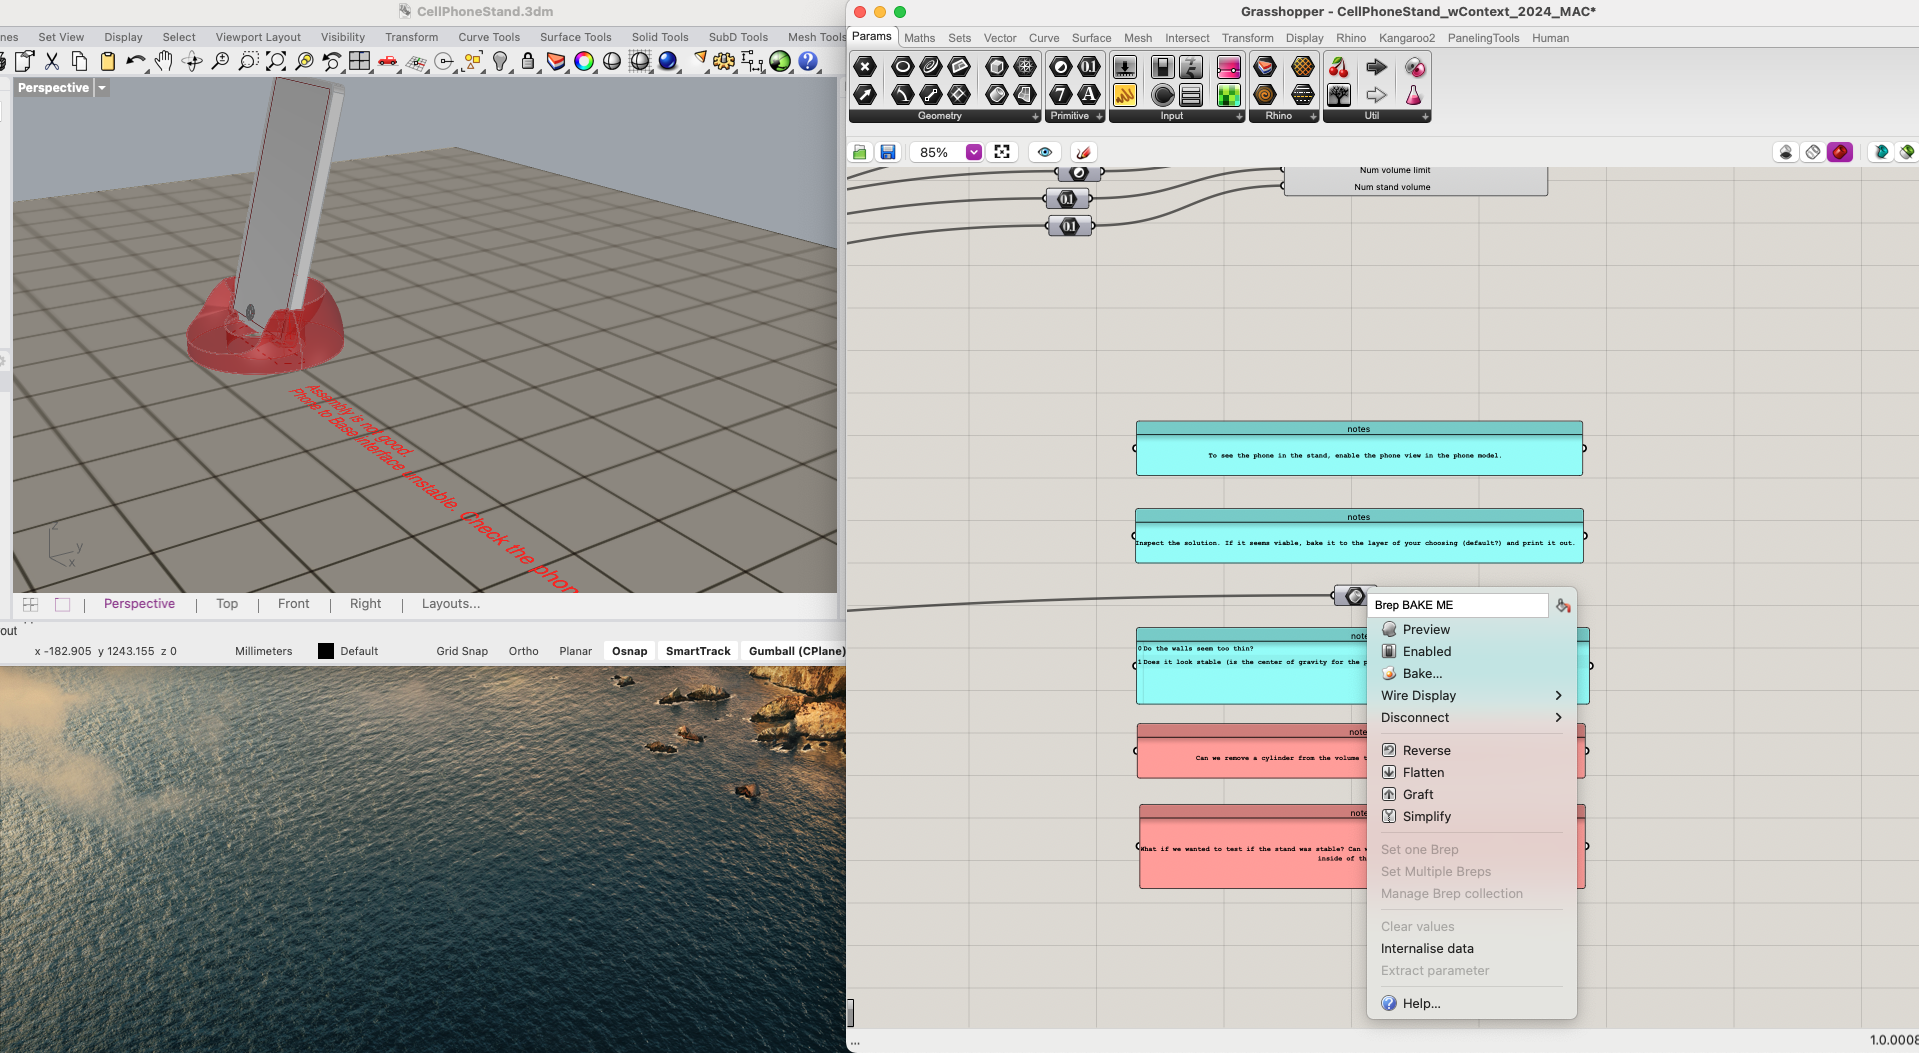 CellPhoneStand.3dm
Set View Display Select Viewport Layout Visibility Transform Curve Tools Surface Tools Solid Tools SubD Tools Mesh Tools
Perspective
Assembly is not good.
Phone to Base interface unstable. Check the phon
z
y
x
Perspective Top Front Right Layouts...
out
x -182.905 y 1243.155 z 0 Millimeters Default Grid Snap Ortho Planar Osnap SmartTrack Gumball (CPlane)
Grasshopper - CellPhoneStand_wContext_2024_MAC*
Params Maths Sets Vector Curve Surface Mesh Intersect Transform Display Rhino Kangaroo2 PanelingTools Human
Geometry Primitive Input Rhino Util
85%
Num volume limit
Num stand volume
0.1
0.1
notes
To see the phone in the stand, enable the phone view in the phone model.
notes
Inspect the solution. If it seems viable, bake it to the layer of your choosing (default?) and print it out.
note
0 Do the walls seem too thin?
1 Does it look stable (is the center of gravity for the p
note
Can we remove a cylinder from the volume t
note
What if we wanted to test if the stand was stable? Can w
inside of th
Brep BAKE ME
Preview
Enabled
Bake...
Wire Display
Disconnect
Reverse
Flatten
Graft
Simplify
Set one Brep
Set Multiple Breps
Manage Brep collection
Clear values
Internalise data
Extract parameter
Help...
...
1.0.0008